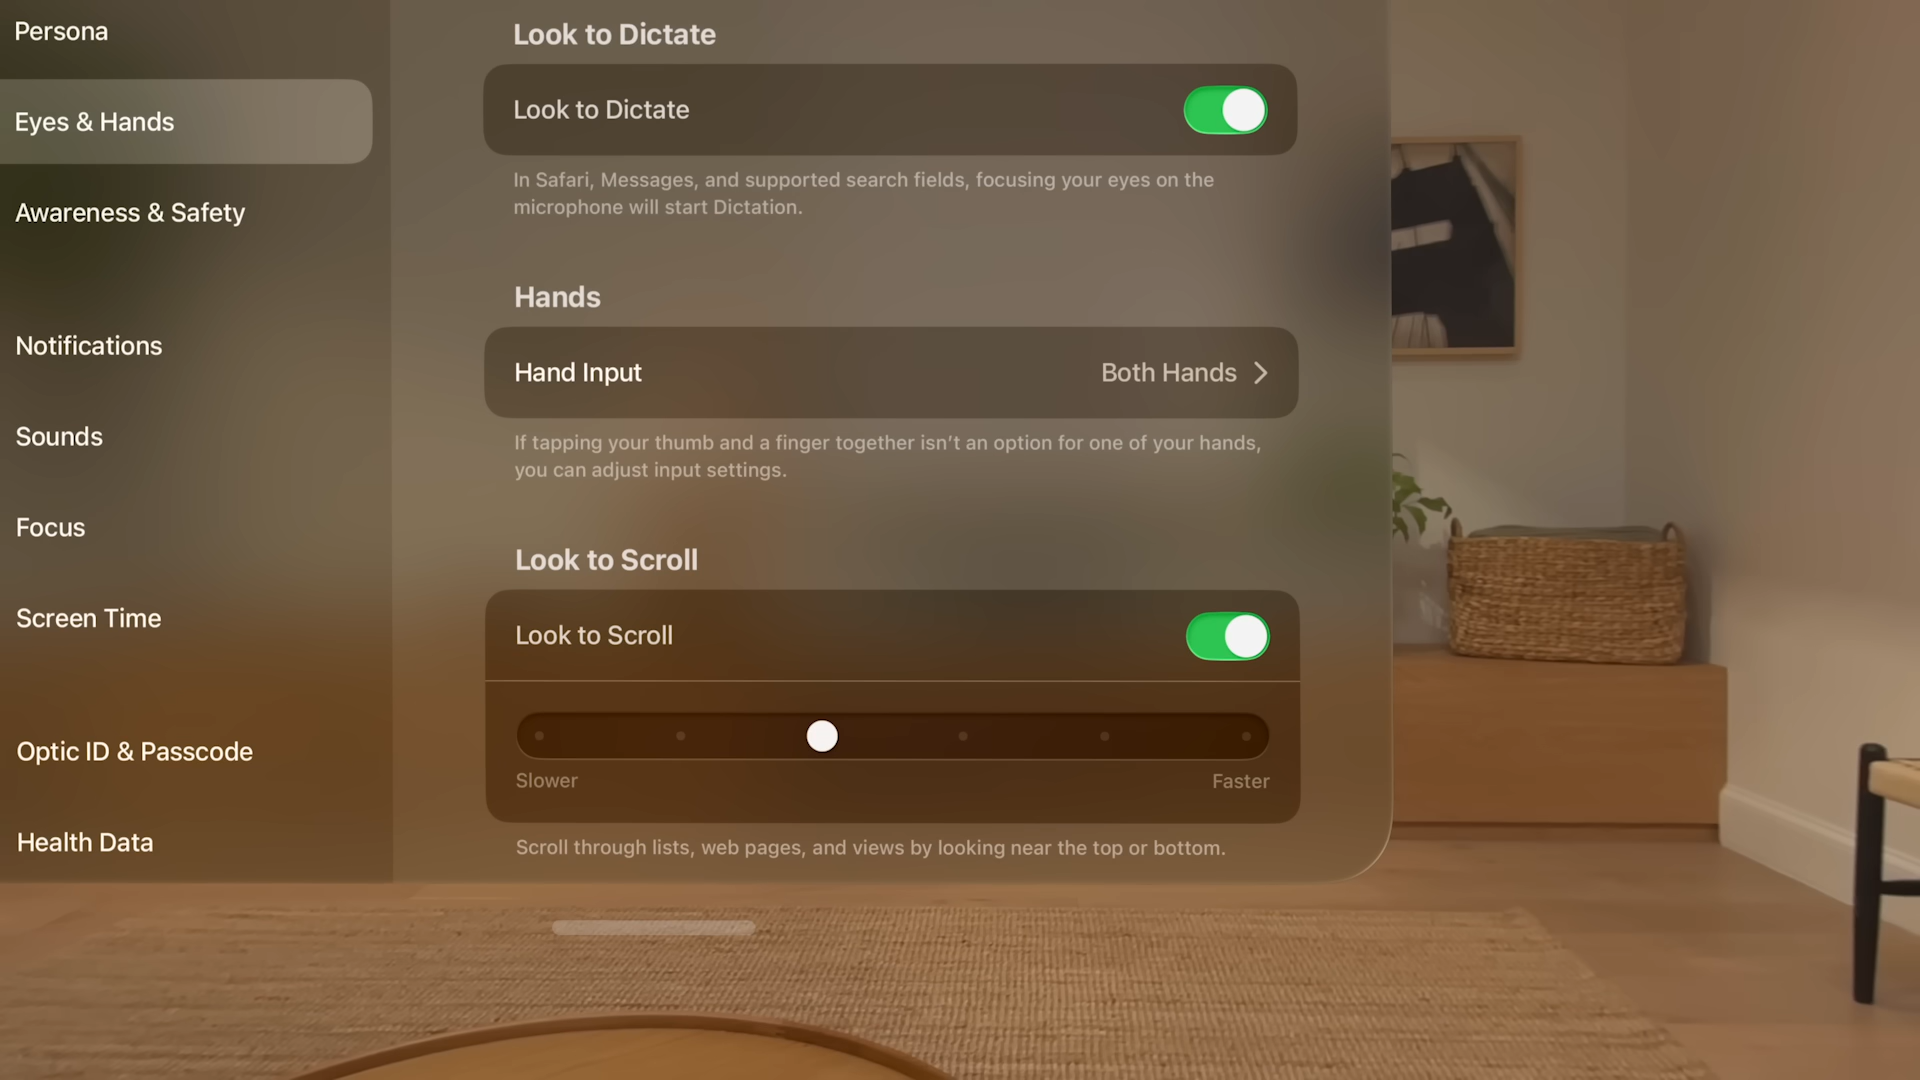 Persona
Eyes & Hands
Awareness & Safety
Notifications
Sounds
Focus
Screen Time
Optic ID & Passcode
Health Data
Look to Dictate
Look to Dictate
In Safari, Messages, and supported search fields, focusing your eyes on the
microphone will start Dictation.
Hands
Hand Input
Both Hands
If tapping your thumb and a finger together isn’t an option for one of your hands,
you can adjust input settings.
Look to Scroll
Look to Scroll
Slower
Faster
Scroll through lists, web pages, and views by looking near the top or bottom.